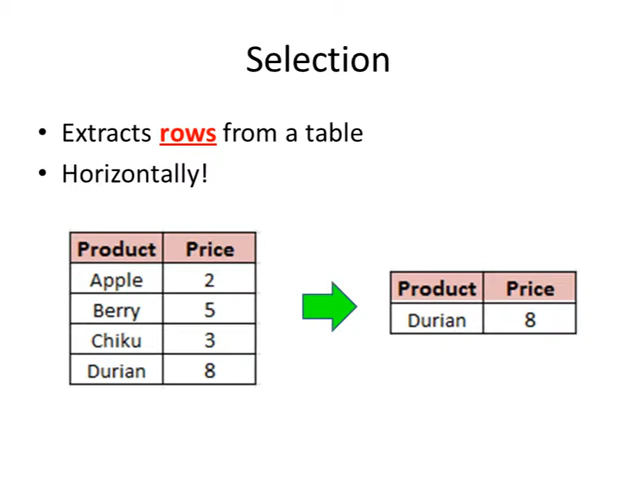 Selection
• Extracts rows from a table
• Horizontally!
Product Price
Apple 2
Berry 5
Chiku 3
Durian 8
Product Price
Durian 8